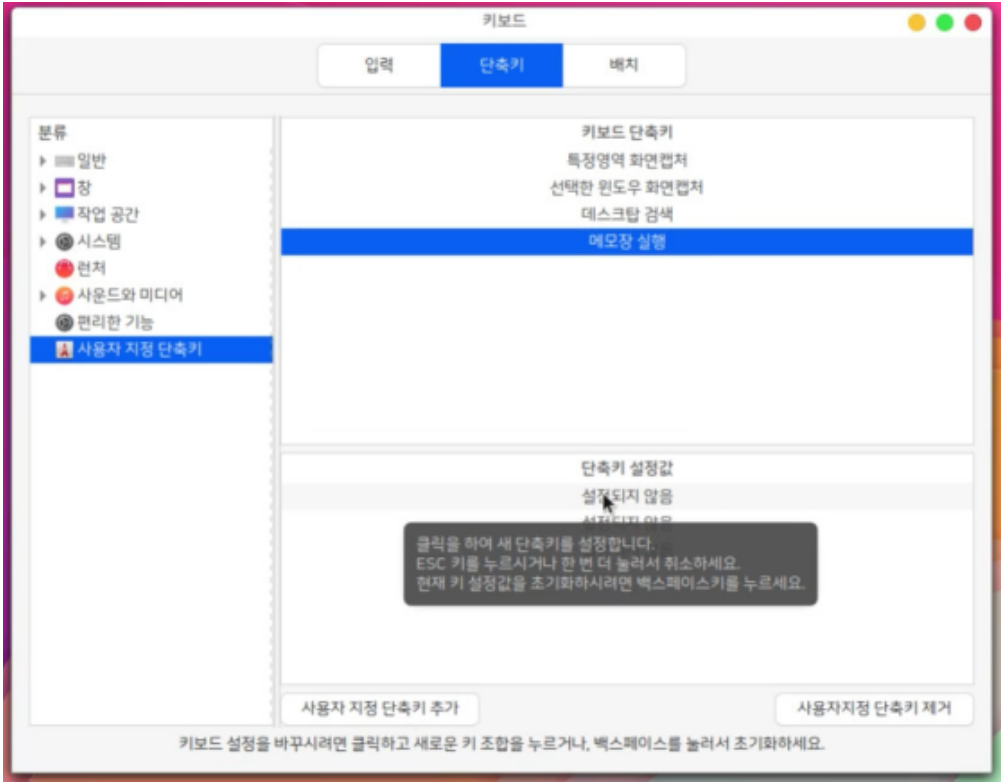 키보드
입력
단축키
배치
분류
일반
창
작업 공간
시스템
런처
사운드와 미디어
편리한 기능
사용자 지정 단축키
키보드 단축키
특정영역 화면캡처
선택한 윈도우 화면캡처
데스크탑 검색
메모장 실행
단축키 설정값
설정되지 않음
설정되지 않음
클릭을 하여 새 단축키를 설정합니다.
ESC 키를 누르시거나 한 번 더 눌러서 취소하세요.
현재 키 설정값을 초기화하시려면 백스페이스키를 누르세요.
사용자 지정 단축키 추가
사용자지정 단축키 제거
키보드 설정을 바꾸시려면 클릭하고 새로운 키 조합을 누르거나, 백스페이스를 눌러서 초기화하세요.